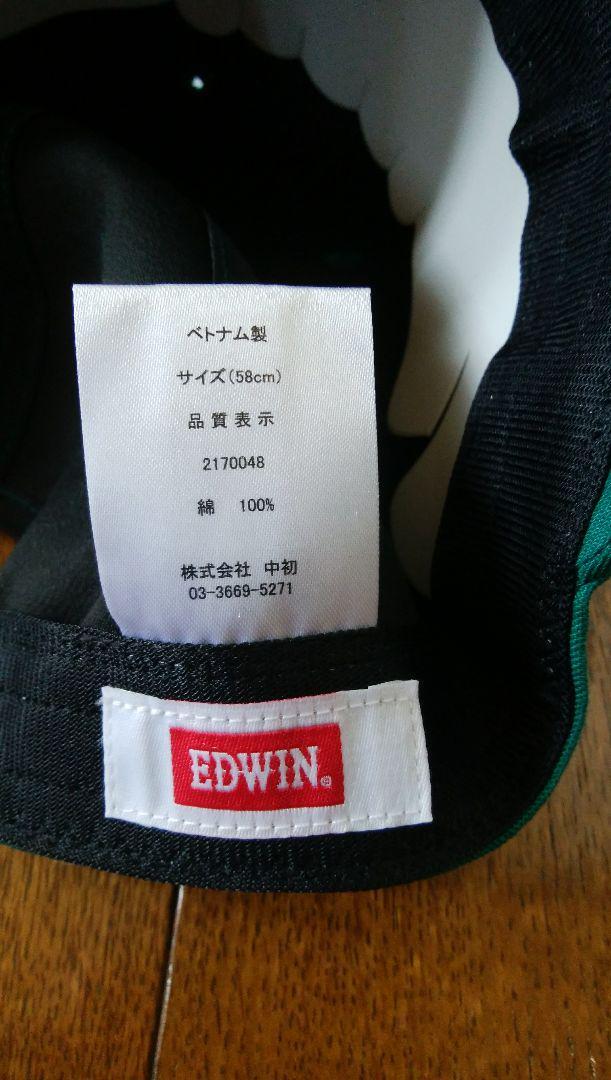 ベトナム製
サイズ(58cm)
品質表示
2170048
綿 100%
株式会社 中初
03-3669-5271
EDWIN®